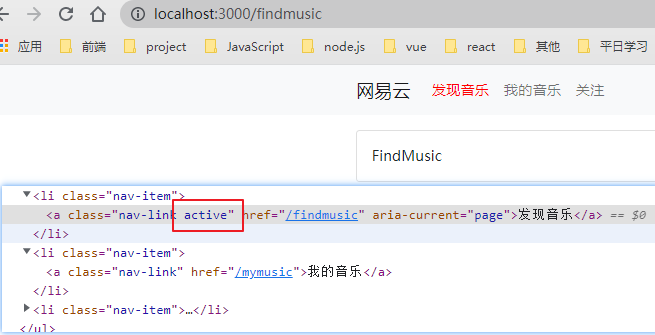 localhost:3000/findmusic
应用 前端 project JavaScript node.js vue react 其他 平日学习
网易云 发现音乐 我的音乐 关注
FindMusic
<li class="nav-item">
<a class="nav-link active" href="/findmusic" aria-current="page">发现音乐</a> == $0
</li>
<li class="nav-item">
<a class="nav-link" href="/mymusic">我的音乐</a>
</li>
<li class="nav-item">…</li>
</ul>